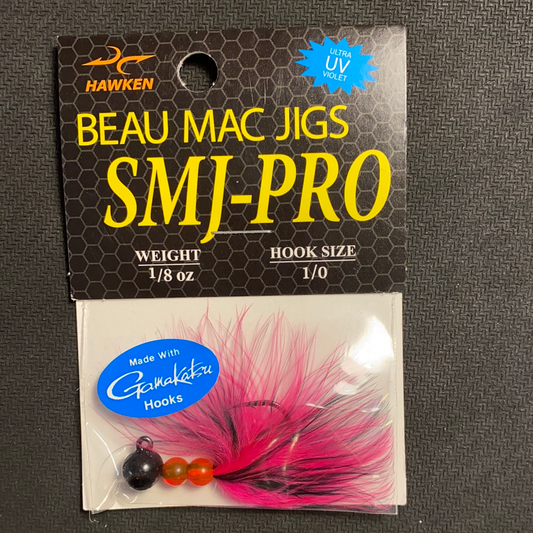 HAWKEN
ULTRA
UV
VIOLET
BEAU MAC JIGS
SMJ-PRO
WEIGHT
1/8 oz
HOOK SIZE
1/0
Made With
Gamakatsu
Hooks